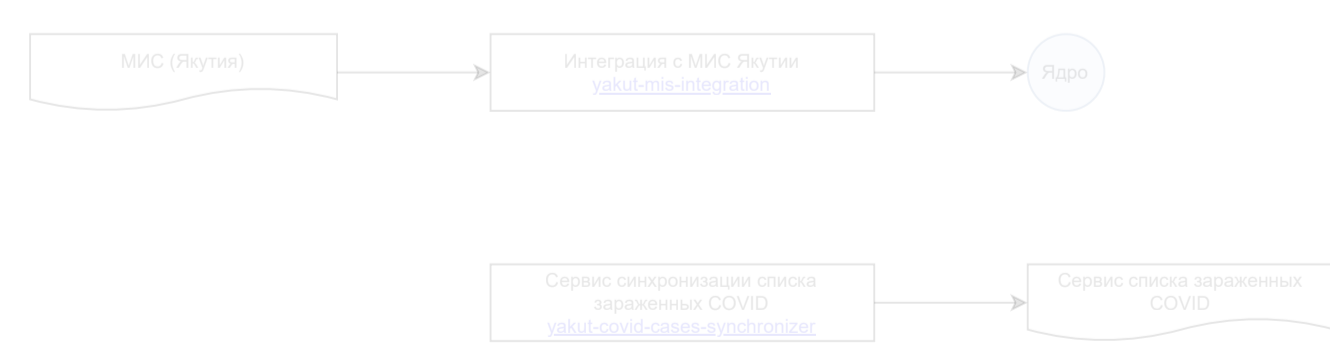 МИС (Якутия)
Интеграция с МИС Якутии
yakut-mis-integration
Ядро
Сервис синхронизации списка
зараженных COVID
yakut-covid-cases-synchronizer
Сервис списка зараженных
COVID